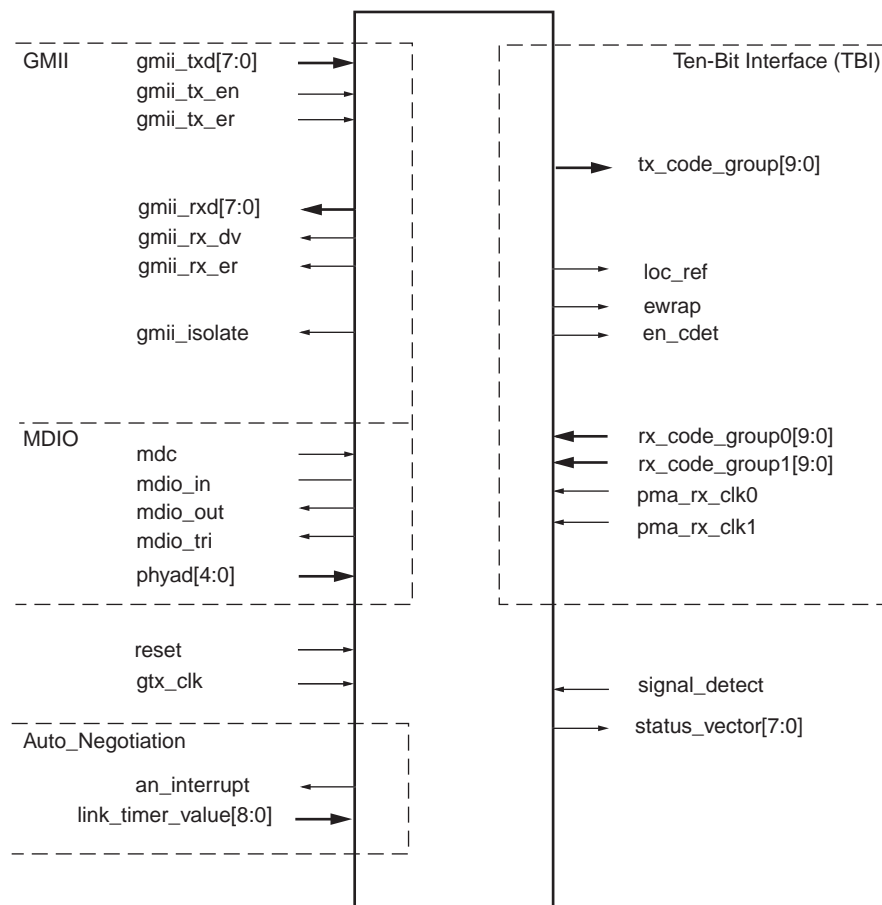 GMII
gmii_txd[7:0]
gmii_tx_en
gmii_tx_er
gmii_rxd[7:0]
gmii_rx_dv
gmii_rx_er
gmii_isolate
MDIO
mdc
mdio_in
mdio_out
mdio_tri
phyad[4:0]
reset
gtx_clk
Auto_Negotiation
an_interrupt
link_timer_value[8:0]
Ten-Bit Interface (TBI)
tx_code_group[9:0]
loc_ref
ewrap
en_cdet
rx_code_group0[9:0]
rx_code_group1[9:0]
pma_rx_clk0
pma_rx_clk1
signal_detect
status_vector[7:0]